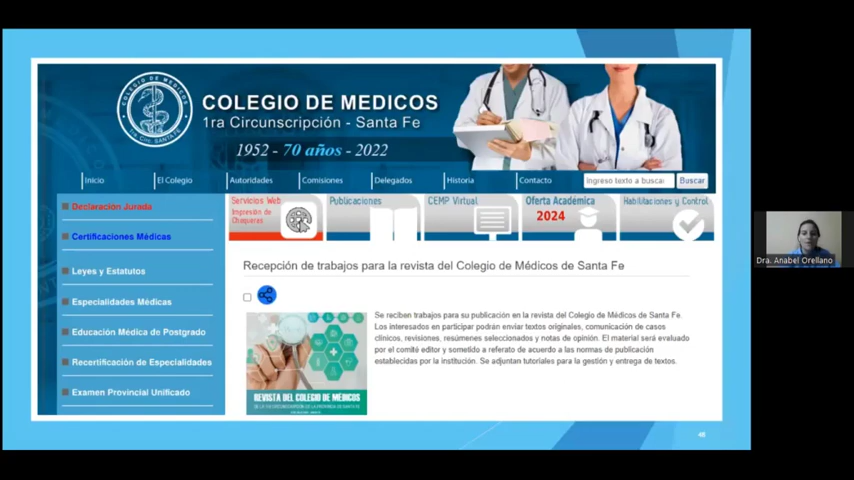 COLEGIO DE MEDICOS
1ra Circunscripción - Santa Fe
1952 - 70 años - 2022
Inicio
El Colegio
Autoridades
Comisiones
Delegados
Historia
Contacto
Ingreso texto a buscar
Buscar
Declaración Jurada
Certificaciones Médicas
Leyes y Estatutos
Especialidades Médicas
Educación Médica de Postgrado
Recertificación de Especialidades
Examen Provincial Unificado
Servicios Web
Impresión de
Chequeras
Publicaciones
CEMP Virtual
Oferta Académica
2024
Habilitaciones y Control
Recepción de trabajos para la revista del Colegio de Médicos de Santa Fe
Se reciben trabajos para su publicación en la revista del Colegio de Médicos de Santa Fe.
Los interesados en participar podrán enviar textos originales, comunicación de casos
clínicos, revisiones, resúmenes seleccionados y notas de opinión. El material será evaluado
por el comité editor y sometido a referato de acuerdo a las normas de publicación
establecidas por la institución. Se adjuntan tutoriales para la gestión y entrega de textos.
REVISTA DEL COLEGIO DE MÉDICOS
Dra. Anabel Orellano